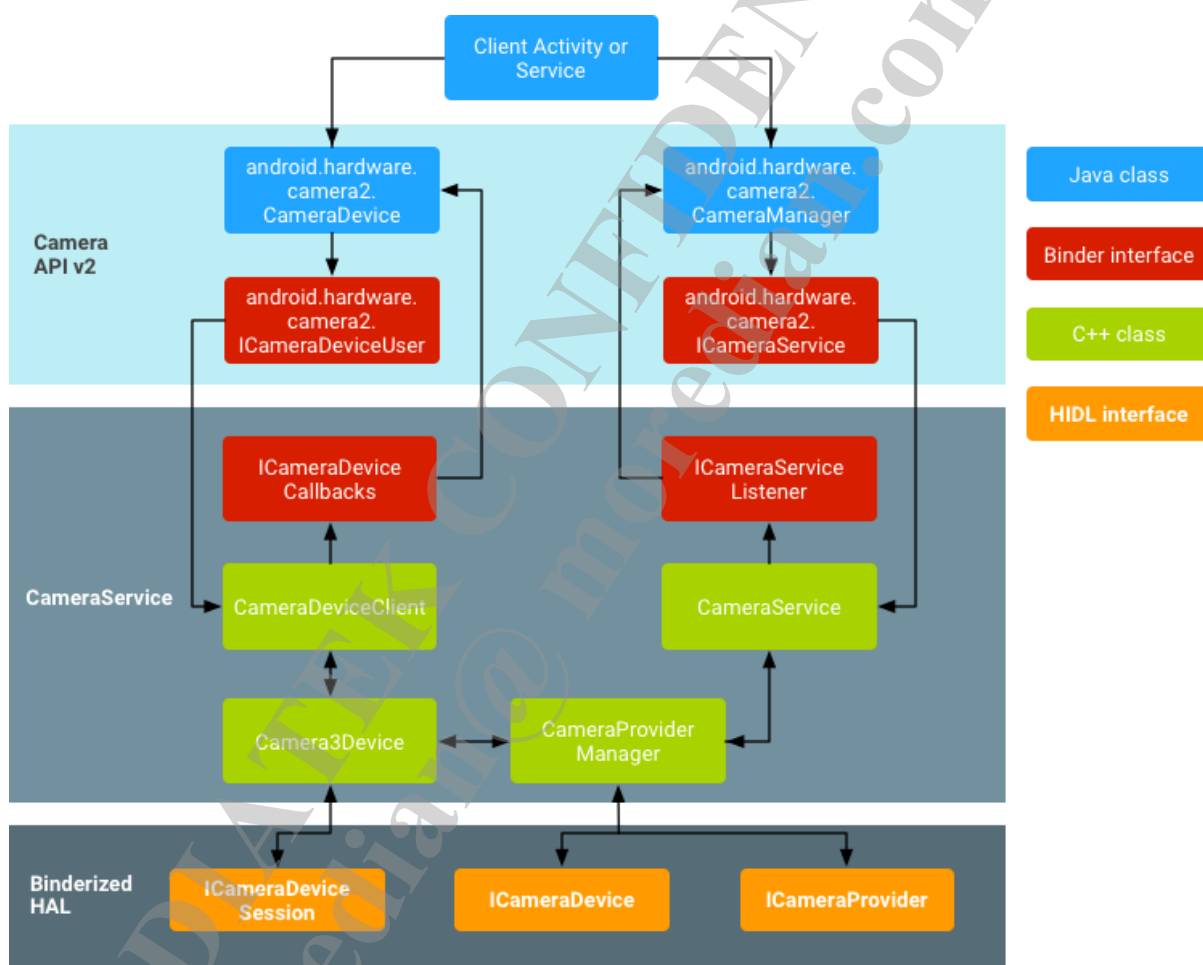 Client Activity or
Service
android.hardware.
camera2.
CameraDevice
android.hardware.
camera2.
CameraManager
Java class
Camera
API v2
Binder interface
android.hardware.
camera2.
ICameraDeviceUser
android.hardware.
camera2.
ICameraService
C++ class
HIDL interface
ICameraDevice
Callbacks
ICameraService
Listener
CameraService
CameraDeviceClient
CameraService
Camera3Device
CameraProvider
Manager
Binderized
HAL
ICameraDevice
Session
ICameraDevice
ICameraProvider